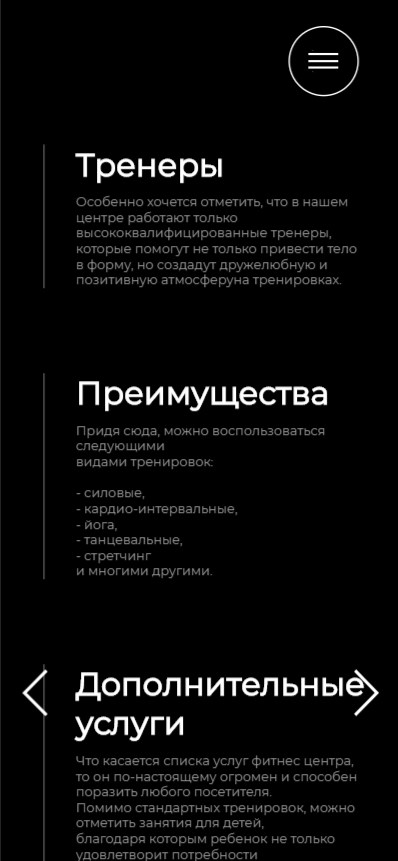 Тренеры
Особенно хочется отметить, что в нашем
центре работают только
высококвалифицированные тренеры,
которые помогут не только привести тело
в форму, но создадут дружелюбную и
позитивную атмосферуна тренировках.
Преимущества
Придя сюда, можно воспользоваться
следующими
видами тренировок:
- силовые,
- кардио-интервальные,
- йога,
- танцевальные,
- стретчинг
и многими другими.
Дополнительные
услуги
Что касается списка услуг фитнес центра,
то он по-настоящему огромен и способен
поразить любого посетителя.
Помимо стандартных тренировок, можно
отметить занятия для детей,
благодаря которым ребенок не только
удовлетворит потребности